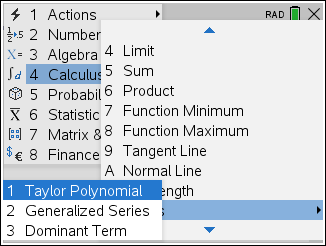 1 Actions
RAD
2 Number
3 Algebra
4 Calculus
5 Probabi
6 Statistic
7 Matrix &
8 Finance
4 Limit
5 Sum
6 Product
7 Function Minimum
8 Function Maximum
9 Tangent Line
A Normal Line
ength
s
1 Taylor Polynomial
2 Generalized Series
3 Dominant Term